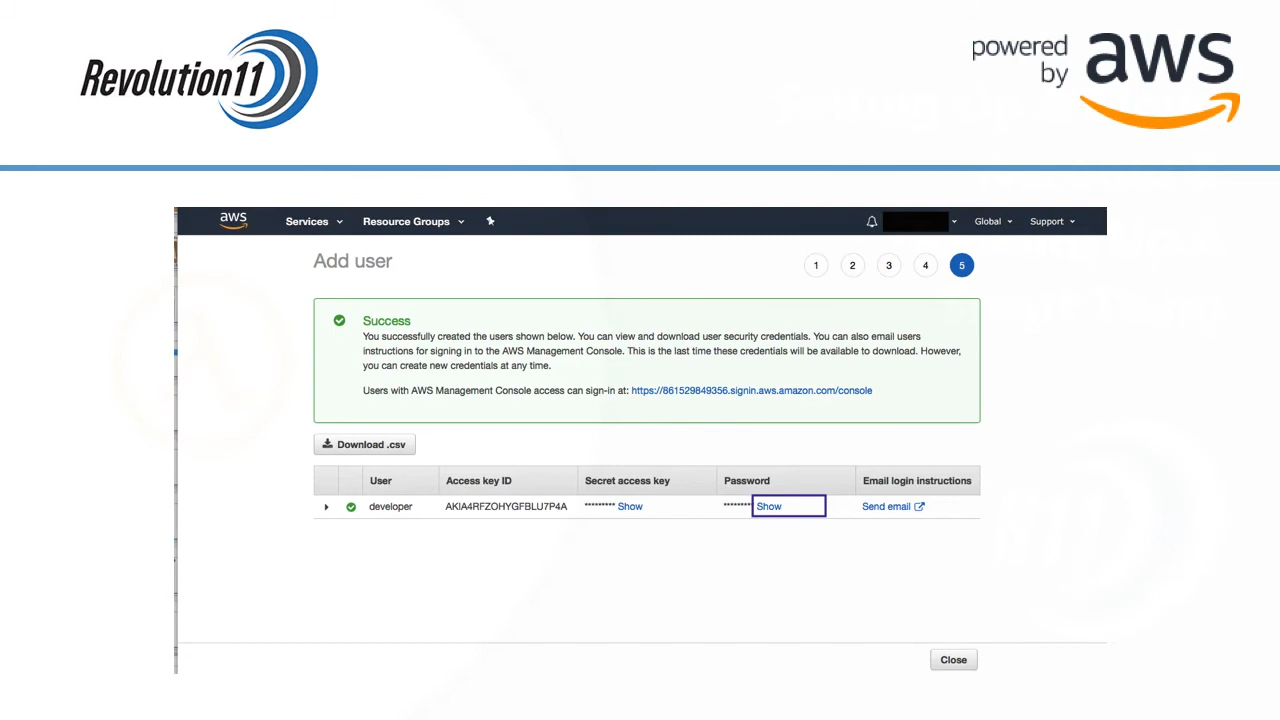 Revolution11
powered by aws
aws Services Resource Groups Global Support
Add user
1 2 3 4 5
Success
You successfully created the users shown below. You can view and download user security credentials. You can also email users
instructions for signing in to the AWS Management Console. This is the last time these credentials will be available to download. However,
you can create new credentials at any time.
Users with AWS Management Console access can sign-in at: https://861529849356.signin.aws.amazon.com/console
Download .csv
User Access key ID Secret access key Password Email login instructions
developer AKIA4RFZOHYGFBLU7P4A ********* Show ******** Show Send email
Close